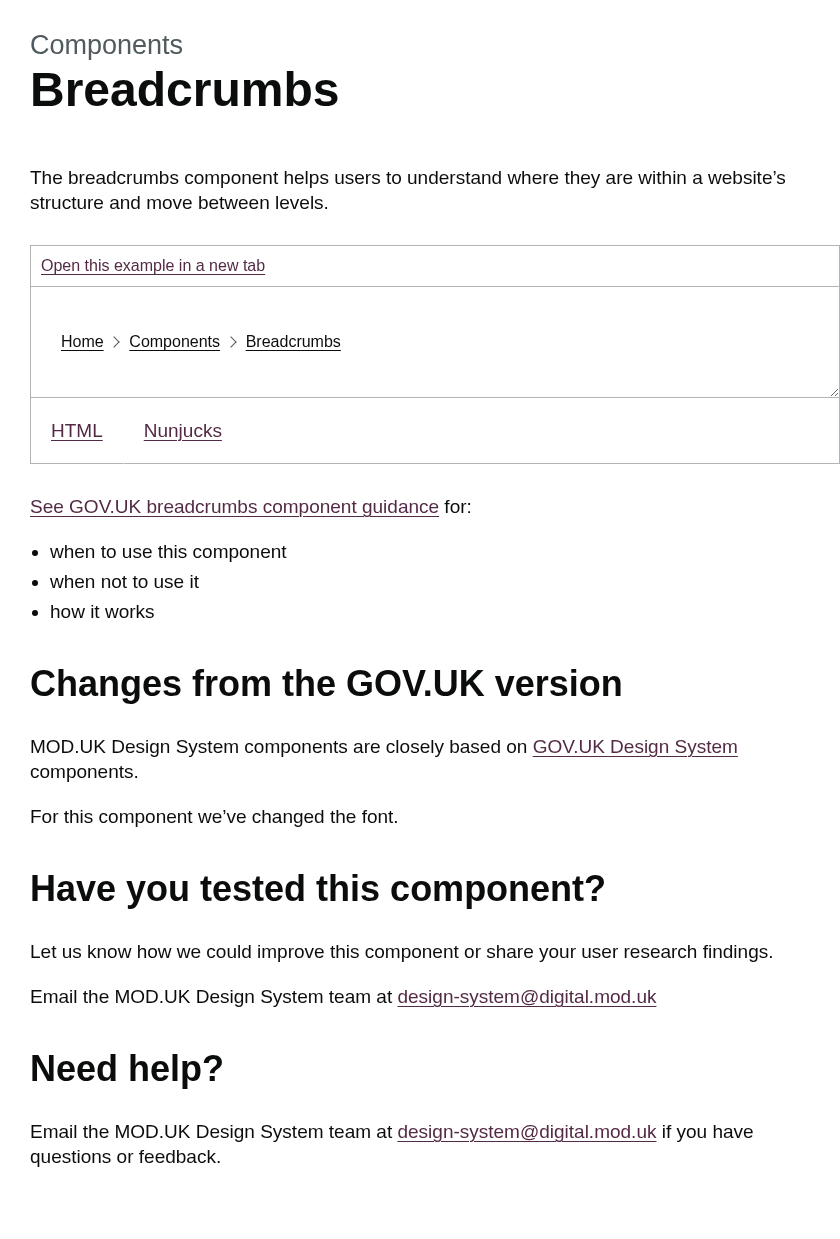 Components
Breadcrumbs
The breadcrumbs component helps users to understand where they are within a website’s
structure and move between levels.
Open this example in a new tab
Home Components Breadcrumbs
HTML Nunjucks
See GOV.UK breadcrumbs component guidance for:
• when to use this component
• when not to use it
• how it works
Changes from the GOV.UK version
MOD.UK Design System components are closely based on GOV.UK Design System
components.
For this component we’ve changed the font.
Have you tested this component?
Let us know how we could improve this component or share your user research findings.
Email the MOD.UK Design System team at design-system@digital.mod.uk
Need help?
Email the MOD.UK Design System team at design-system@digital.mod.uk if you have
questions or feedback.